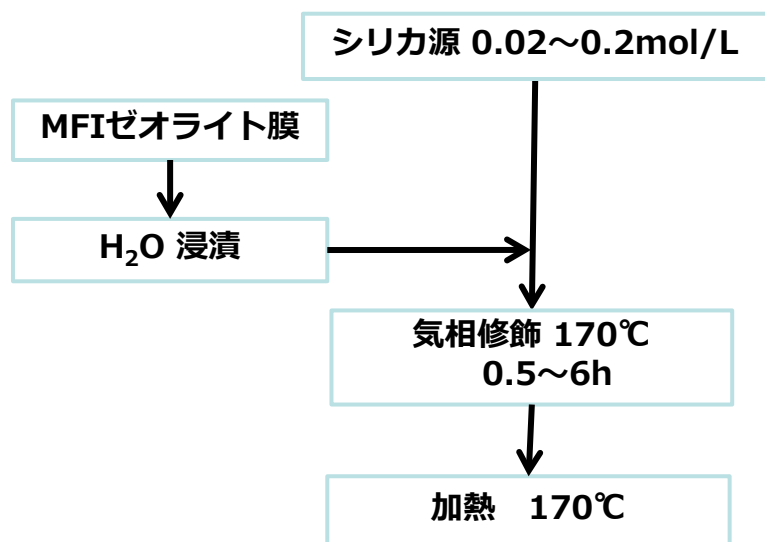 シリカ源 0.02～0.2mol/L
MFIゼオライト膜
H₂O 浸漬
気相修飾 170℃
0.5～6h
加熱　170℃